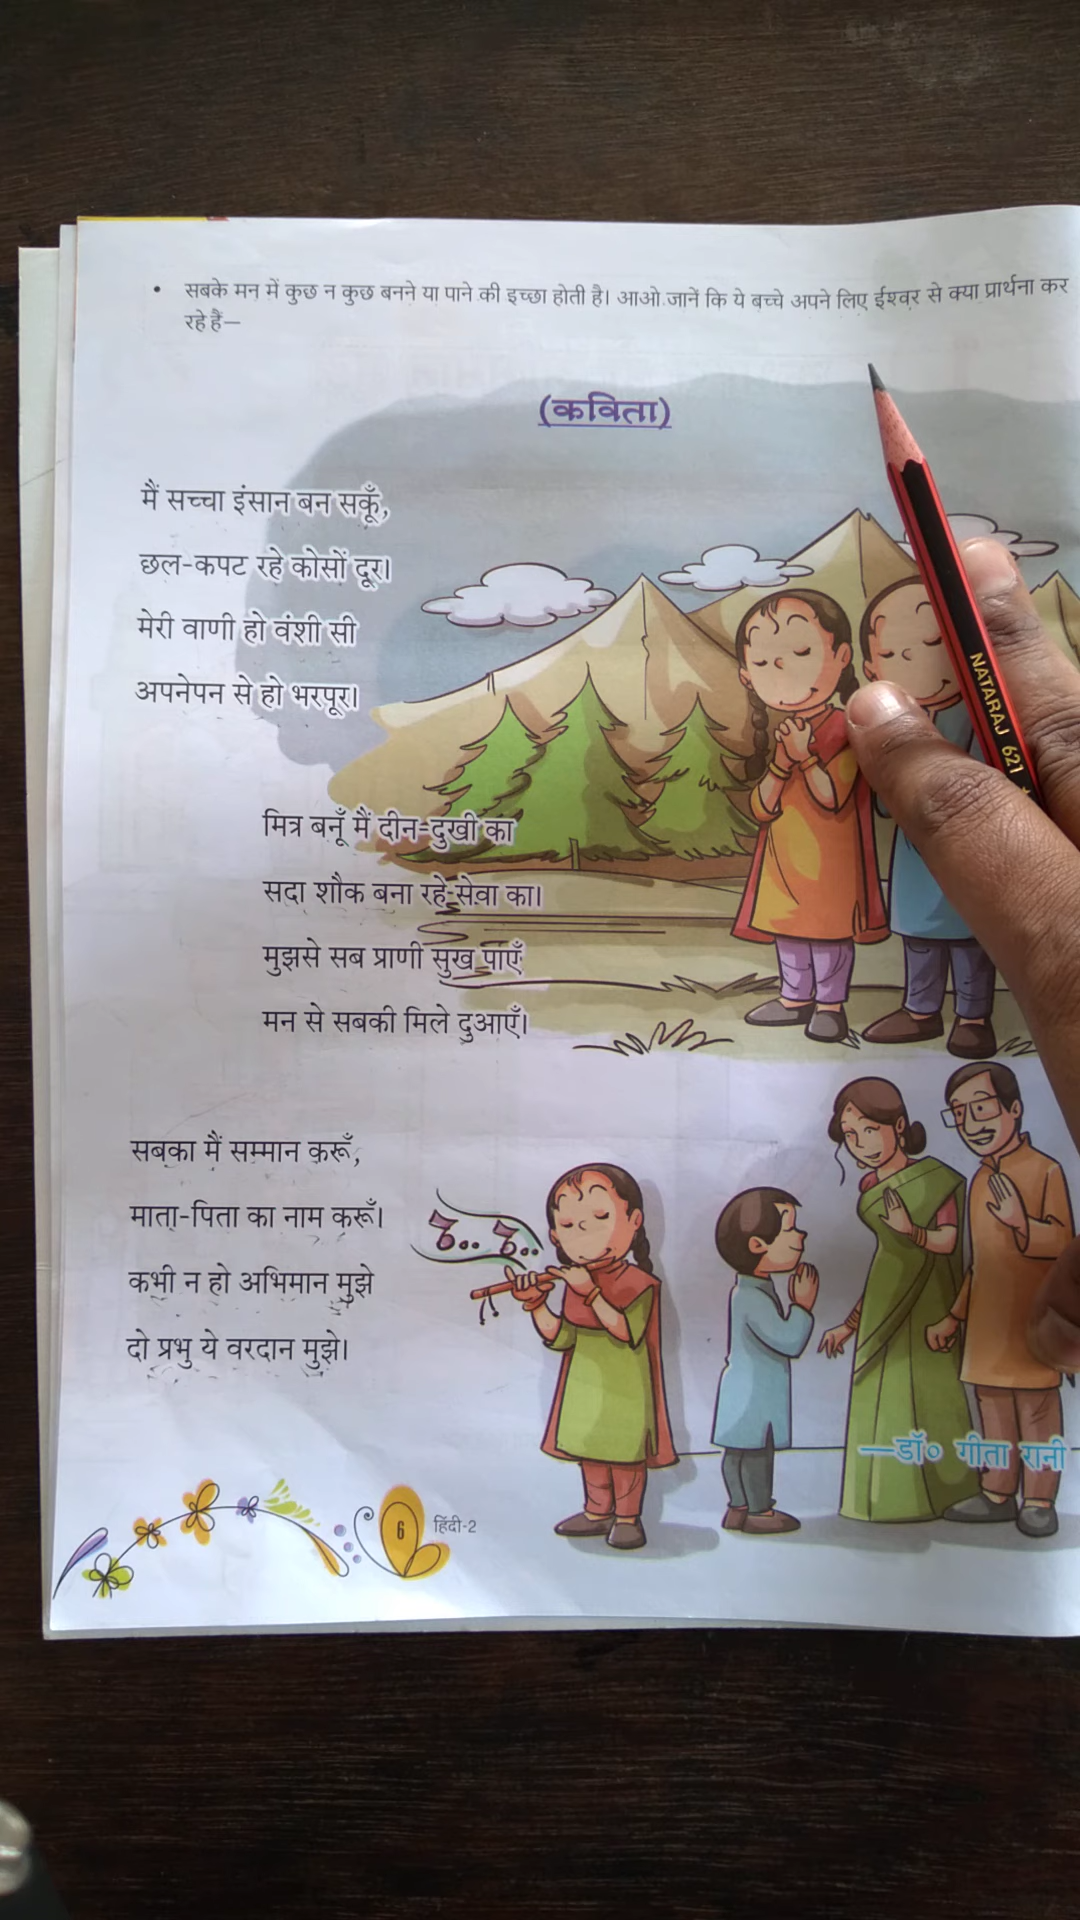 • सबके मन में कुछ न कुछ बनने या पाने की इच्छा होती है। आओ जानें कि ये बच्चे अपने लिए ईश्वर से क्या प्रार्थना कर
रहे हैं—
(कविता)
मैं सच्चा इंसान बन सकूँ,
छल-कपट रहे कोसों दूर।
मेरी वाणी हो वंशी सी
अपनेपन से हो भरपूर।
मित्र बनूँ मैं दीन-दुखी का
सदा शौक बना रहे सेवा का।
मुझसे सब प्राणी सुख पाएँ
मन से सबकी मिले दुआएँ।
सबका मैं सम्मान करूँ,
माता-पिता का नाम करूँ।
कभी न हो अभिमान मुझे
दो प्रभु ये वरदान मुझे।
—डॉ० गीता रानी
6 हिंदी-2
NATARAJ 621